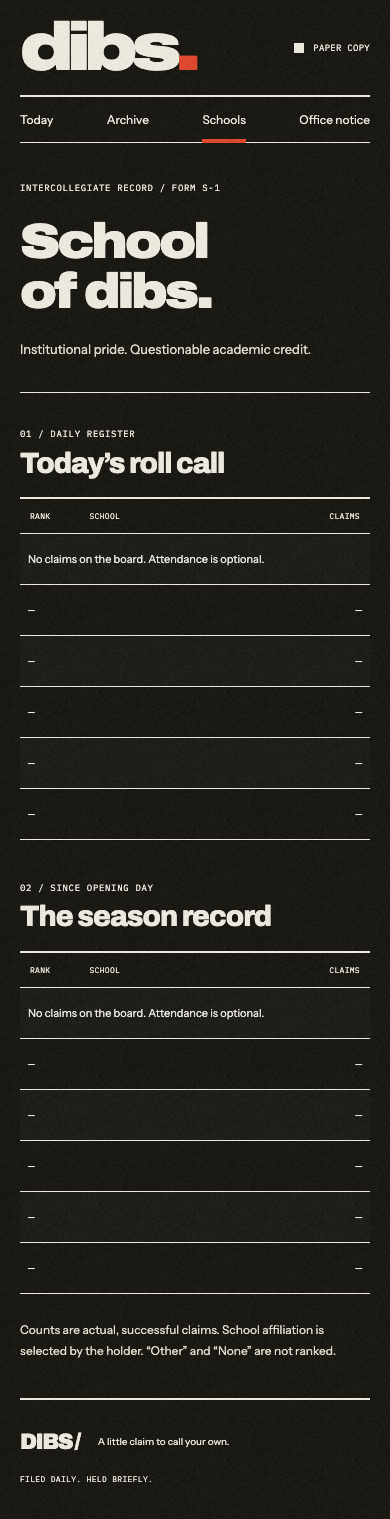 dibs.
PAPER COPY
Today Archive Schools Office notice
INTERCOLLEGIATE RECORD / FORM S-1
School
of dibs.
Institutional pride. Questionable academic credit.
01 / DAILY REGISTER
Today’s roll call
RANK SCHOOL CLAIMS
No claims on the board. Attendance is optional.
— —
— —
— —
— —
— —
02 / SINCE OPENING DAY
The season record
RANK SCHOOL CLAIMS
No claims on the board. Attendance is optional.
— —
— —
— —
— —
— —
Counts are actual, successful claims. School affiliation is
selected by the holder. “Other” and “None” are not ranked.
DIBS/ A little claim to call your own.
FILED DAILY. HELD BRIEFLY.